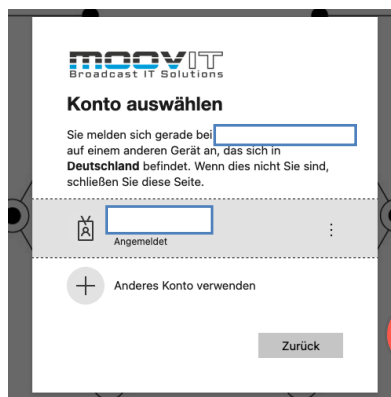 MOOVIT
Broadcast IT Solutions
Konto auswählen
Sie melden sich gerade bei
auf einem anderen Gerät an, das sich in
Deutschland befindet. Wenn dies nicht Sie sind,
schließen Sie diese Seite.
Angemeldet
Anderes Konto verwenden
Zurück